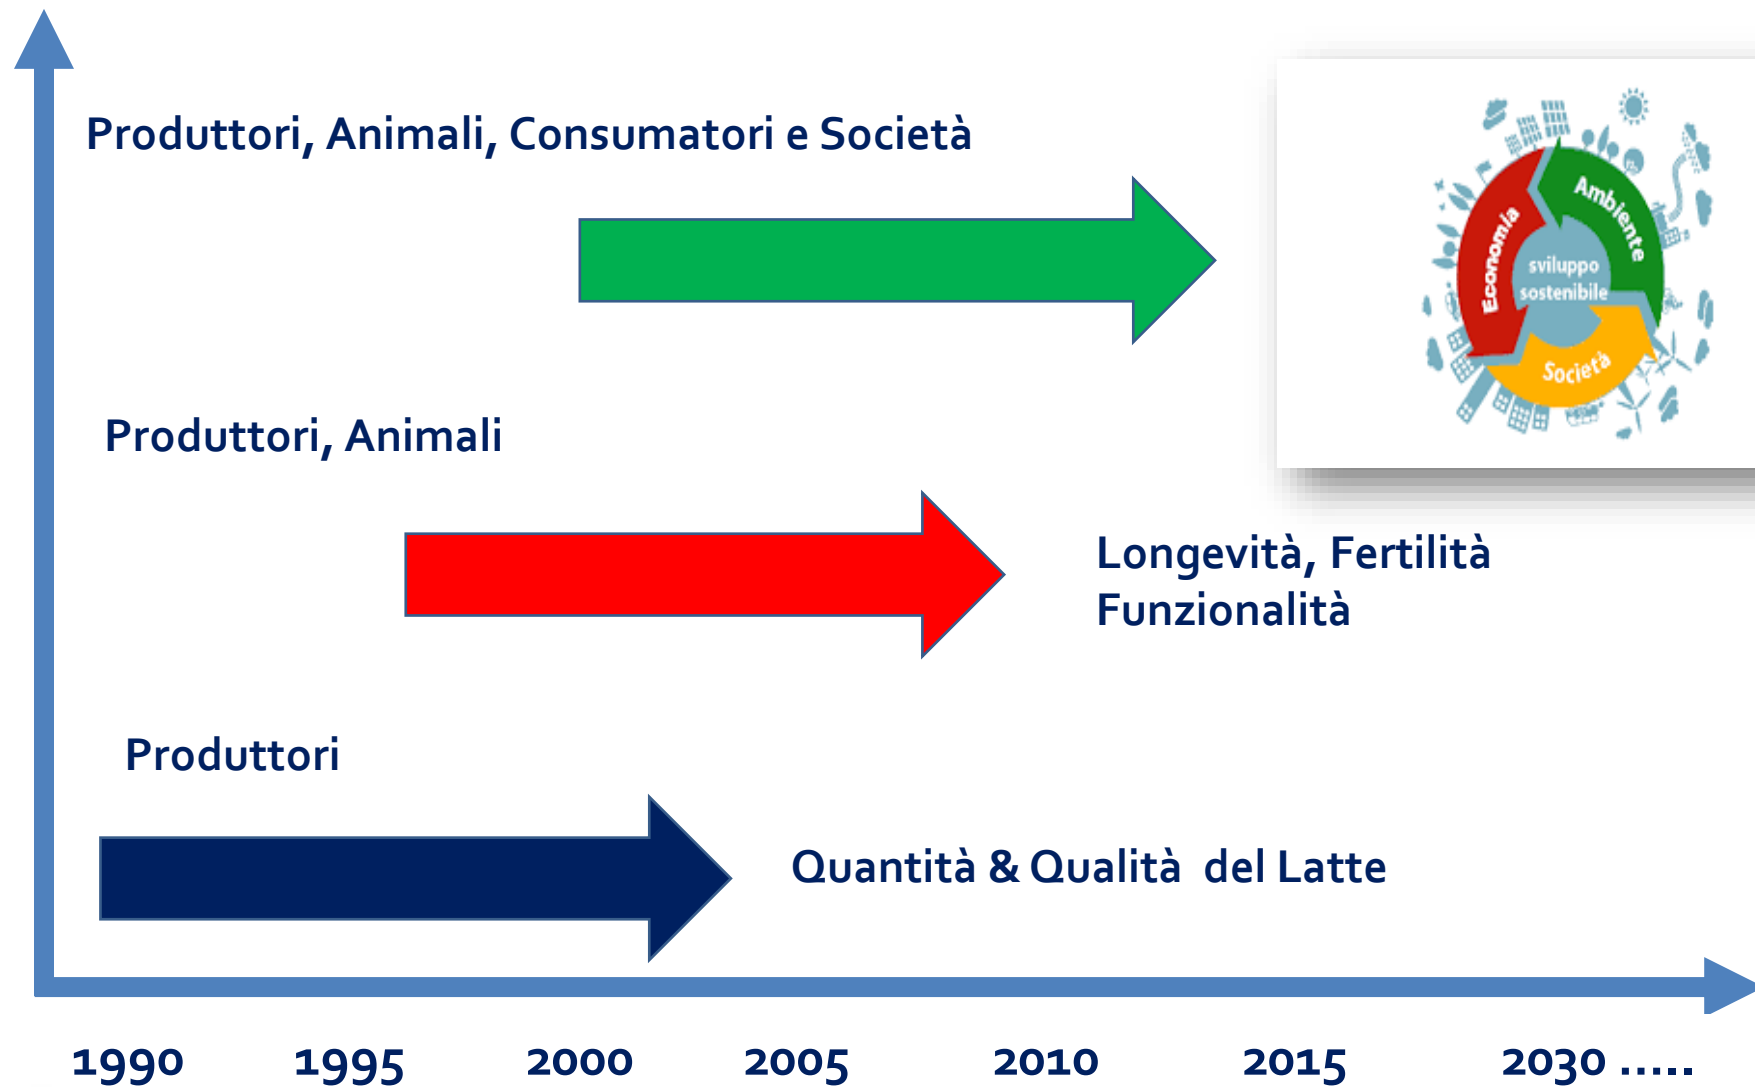 Produttori, Animali, Consumatori e Società
Economia
Ambiente
sviluppo
sostenibile
Società
Produttori, Animali
Longevità, Fertilità
Funzionalità
Produttori
Quantità & Qualità del Latte
1990 1995 2000 2005 2010 2015 2030 .....